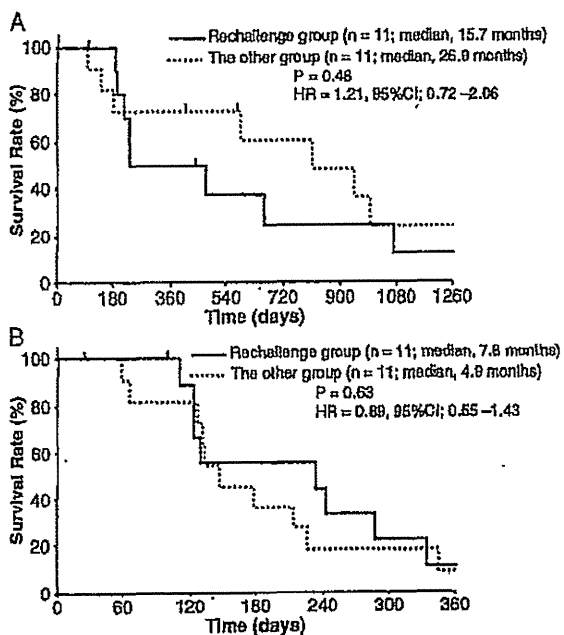 A
Rechallenge group (n = 11; median, 15.7 months)
The other group (n = 11; median, 26.9 months)
P = 0.48
HR = 1.21, 95%CI; 0.72 – 2.06
Survival Rate (%)
100
80
60
40
20
0
0 180 360 540 720 900 1080 1260
Time (days)
B
Rechallenge group (n = 11; median, 7.8 months)
The other group (n = 11; median, 4.9 months)
P = 0.63
HR = 0.89, 95%CI; 0.55 – 1.43
Survival Rate (%)
100
80
60
40
20
0
0 60 120 240 300 360
Time (days)